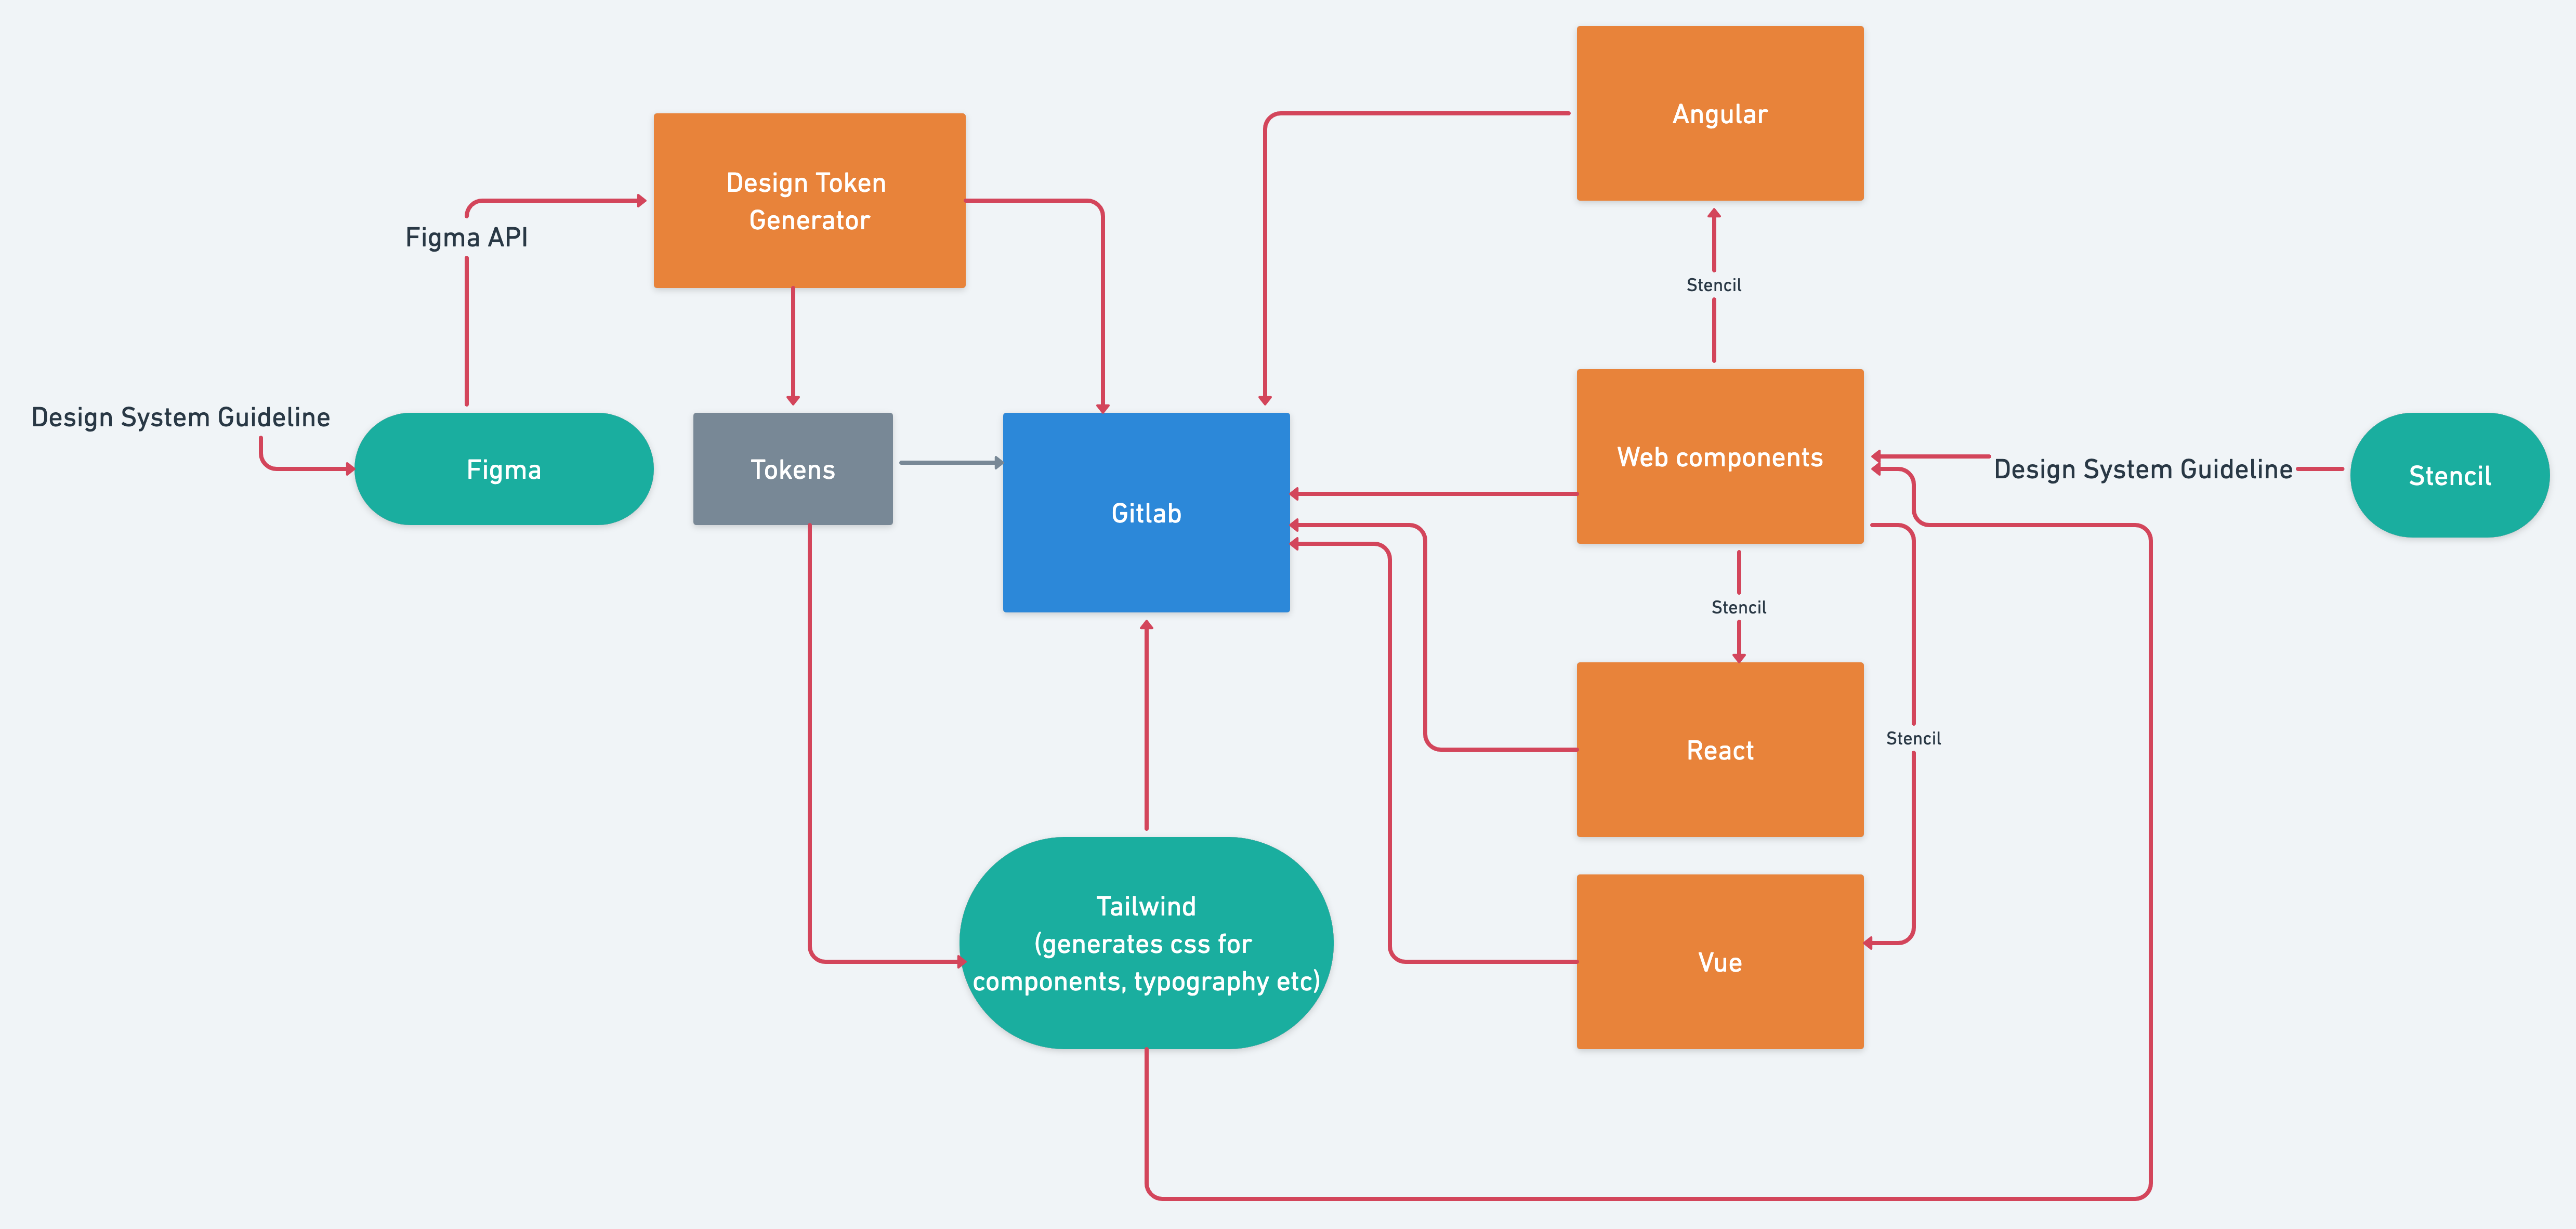 Angular
Design Token
Generator
Figma API
Stencil
Design System Guideline
Figma
Tokens
Gitlab
Web components
Design System Guideline
Stencil
Stencil
React
Stencil
Tailwind
(generates css for
components, typography etc)
Vue